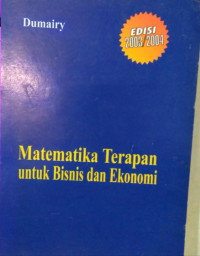 Dumairy
EDISI
2003/2004
Matematika Terapan
untuk Bisnis dan Ekonomi